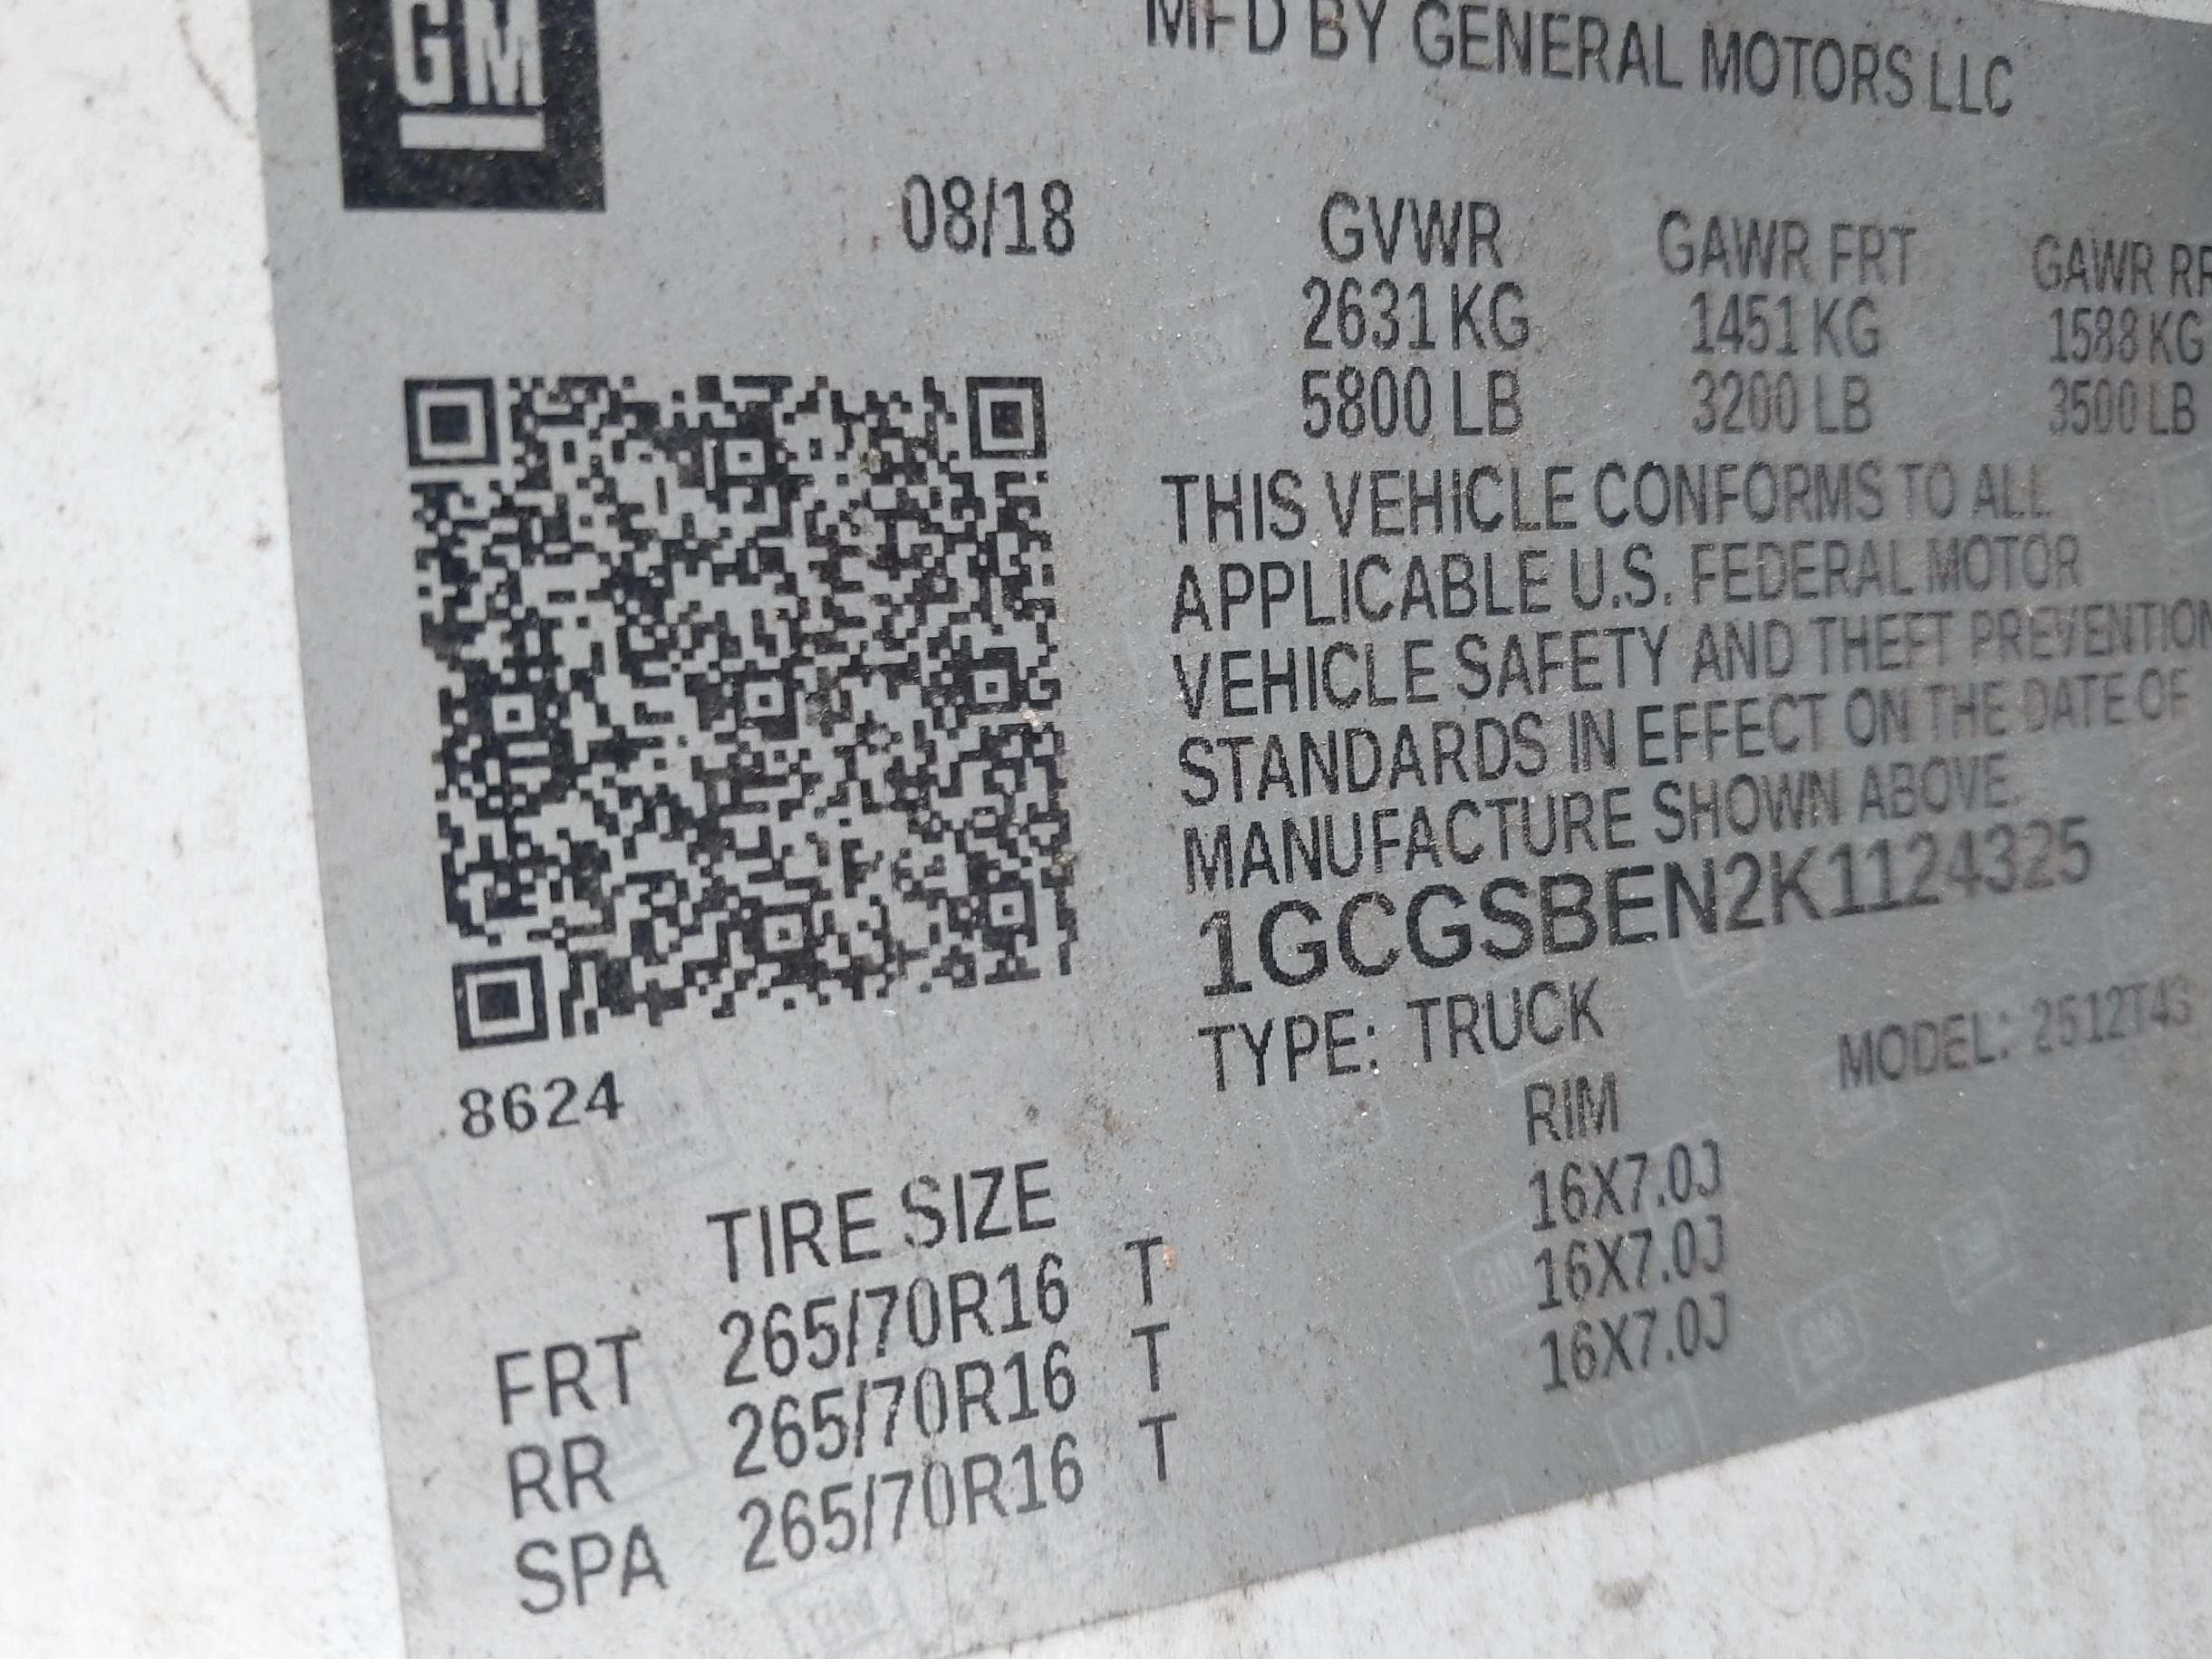 GM
MFD BY GENERAL MOTORS LLC
08/18
GVWR GAWR FRT GAWR RR
2631 KG 1451 KG 1588 KG
5800 LB 3200 LB 3500 LB
THIS VEHICLE CONFORMS TO ALL
APPLICABLE U.S. FEDERAL MOTOR
VEHICLE SAFETY AND THEFT PREVENTION
STANDARDS IN EFFECT ON THE DATE OF
MANUFACTURE SHOWN ABOVE.
1GCGSBEN2K1124325
TYPE: TRUCK MODEL:
8624
TIRE SIZE RIM
FRT 265/70R16 T 16X7.0J
RR 265/70R16 T 16X7.0J
SPA 265/70R16 T 16X7.0J